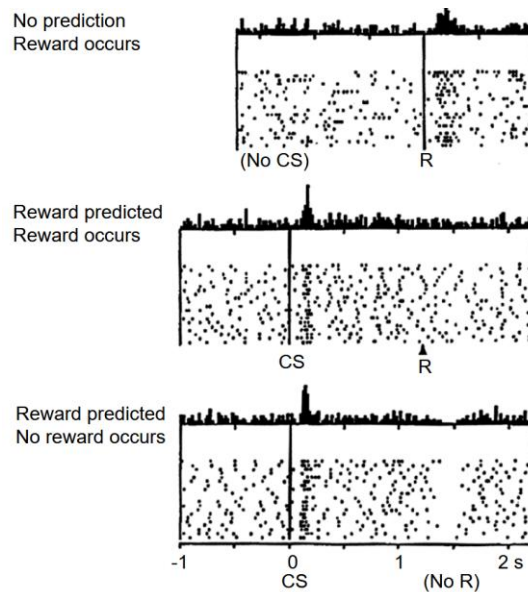 No prediction
Reward occurs
(No CS) R
Reward predicted
Reward occurs
CS R
Reward predicted
No reward occurs
-1 0 1 2 s
CS (No R)